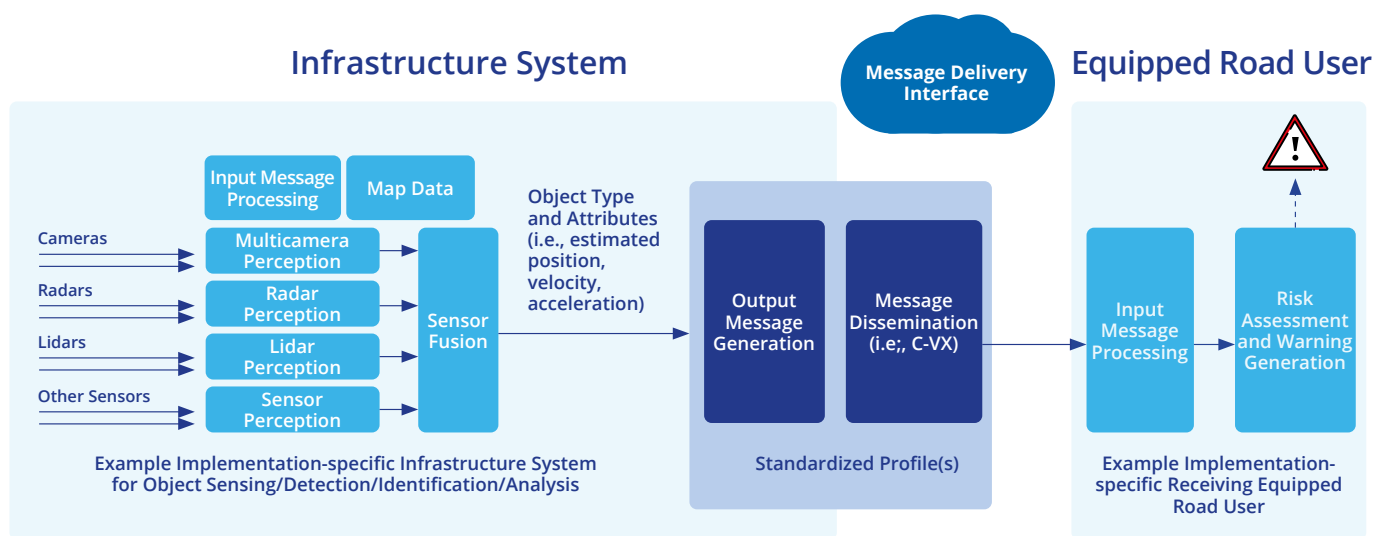 Infrastructure System
Message Delivery
Interface
Equipped Road User
Input Message
Processing
Map Data
Cameras
Multicamera
Perception
Radars
Radar
Perception
Lidars
Lidar
Perception
Other Sensors
Sensor
Perception
Sensor
Fusion
Object Type
and Attributes
(i.e., estimated
position,
velocity,
acceleration)
Output
Message
Generation
Message
Dissemination
(i.e;, C-VX)
Input
Message
Processing
!
Risk
Assessment
and Warning
Generation
Example Implementation-specific Infrastructure System
for Object Sensing/Detection/Identification/Analysis
Standardized Profile(s)
Example Implementation-
specific Receiving Equipped
Road User